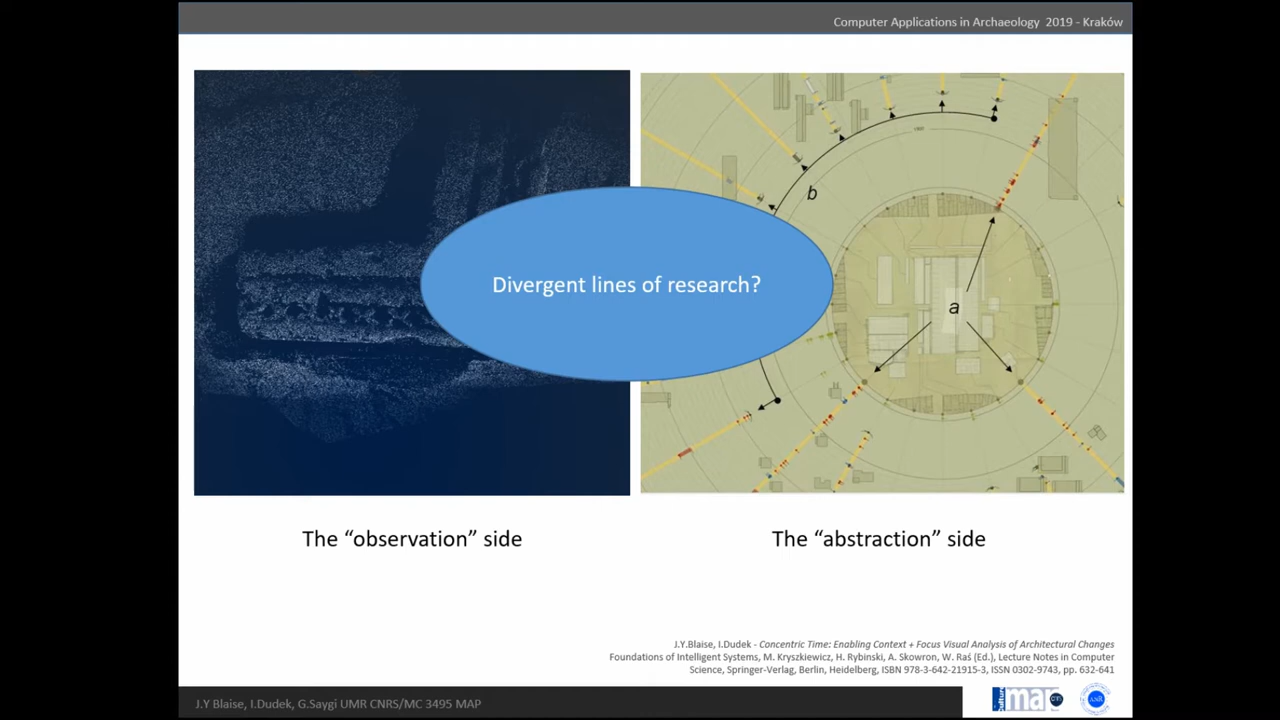 Computer Applications in Archaeology 2019 - Kraków
b
Divergent lines of research?
a
The “observation” side
The “abstraction” side
J.Y.Blaise, I.Dudek - Concentric Time: Enabling Context + Focus Visual Analysis of Architectural Changes
Foundations of Intelligent Systems, M. Kryszkiewicz, H. Rybinski, A. Skowron, W. Raś (Ed.), Lecture Notes in Computer
Science, Springer-Verlag, Berlin, Heidelberg, ISBN 978-3-642-21915-3, ISSN 0302-9743, pp. 632-641
J.Y Blaise, I.Dudek, G.Saygi UMR CNRS/MC 3495 MAP
Culture
map